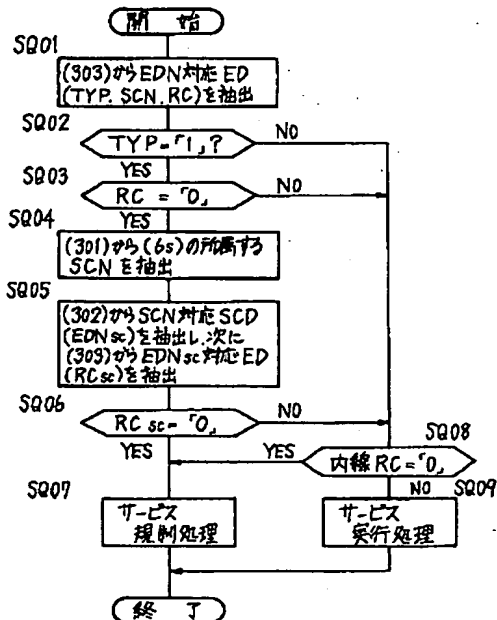 開始
SQ01
(303)からEDN対応ED
(TYP.SCN.RC)を抽出
SQ02
TYP=「1」?
NO
YES
SQ03
RC =「0」
NO
YES
SQ04
(301)から(6s)の所属する
SCNを抽出
SQ05
(302)からSCN対応SCD
(EDNsc)を抽出し、次に
(303)からEDNsc対応ED
(RCsc)を抽出
SQ06
RCsc=「0」
NO
YES
SQ08
YES
内線RC=「0」
NO
SQ07
サービス
規制処理
SQ09
サービス
実行処理
終了